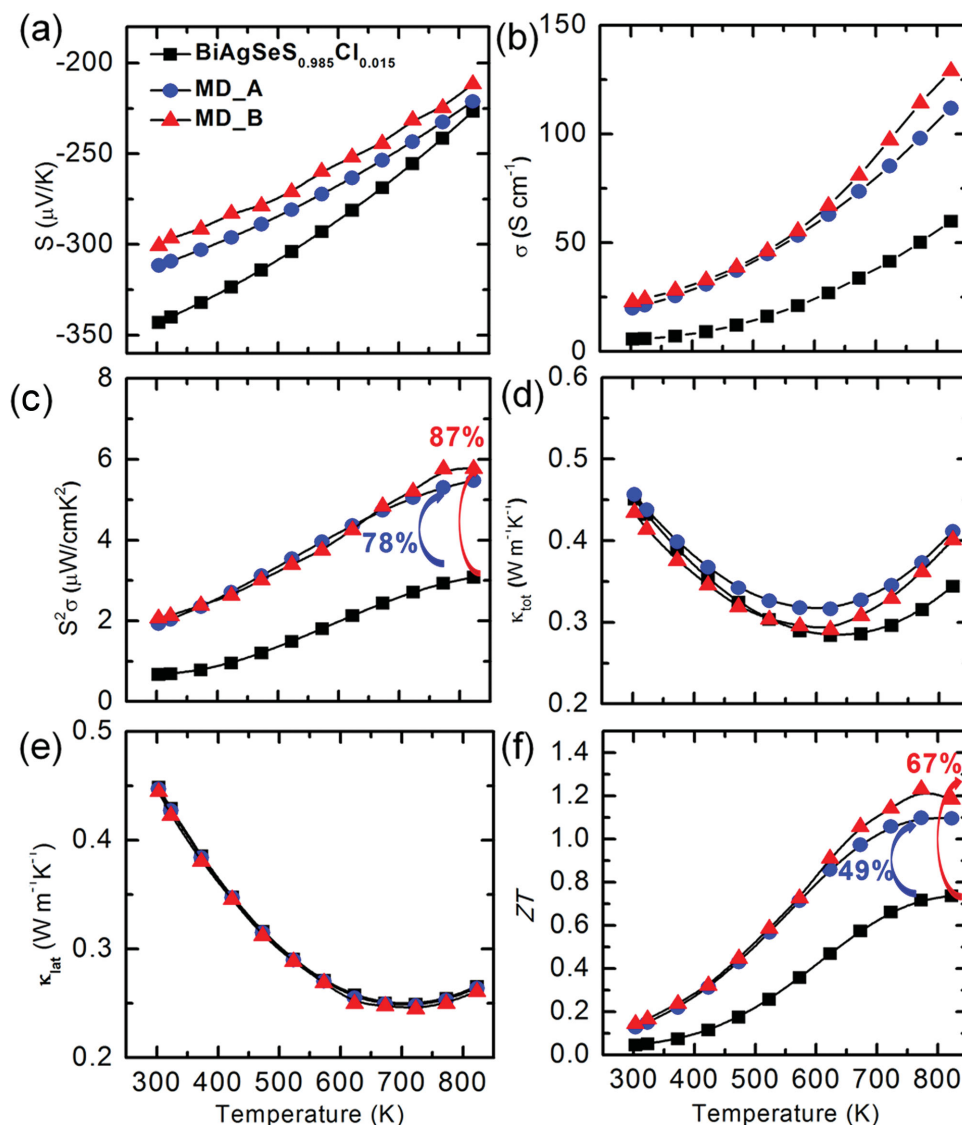 (a)
-200
-250
-300
-350
S (μV/K)
BiAgSeS0.985Cl0.015
MD_A
MD_B
(b)
150
125
100
50
25
0
σ (S cm⁻¹)
(c)
8
6
4
2
0
S²σ (μW/cmK²)
87%
78%
(d)
0.6
0.5
0.4
0.3
0.2
κtot (W m⁻¹K⁻¹)
(e)
0.5
0.4
0.3
0.2
κlat (W m⁻¹K⁻¹)
300 400 500 600 700 800
Temperature (K)
(f)
1.4
1.2
1.0
0.8
0.6
0.4
0.2
0.0
ZT
67%
49%
300 400 500 600 700 800
Temperature (K)